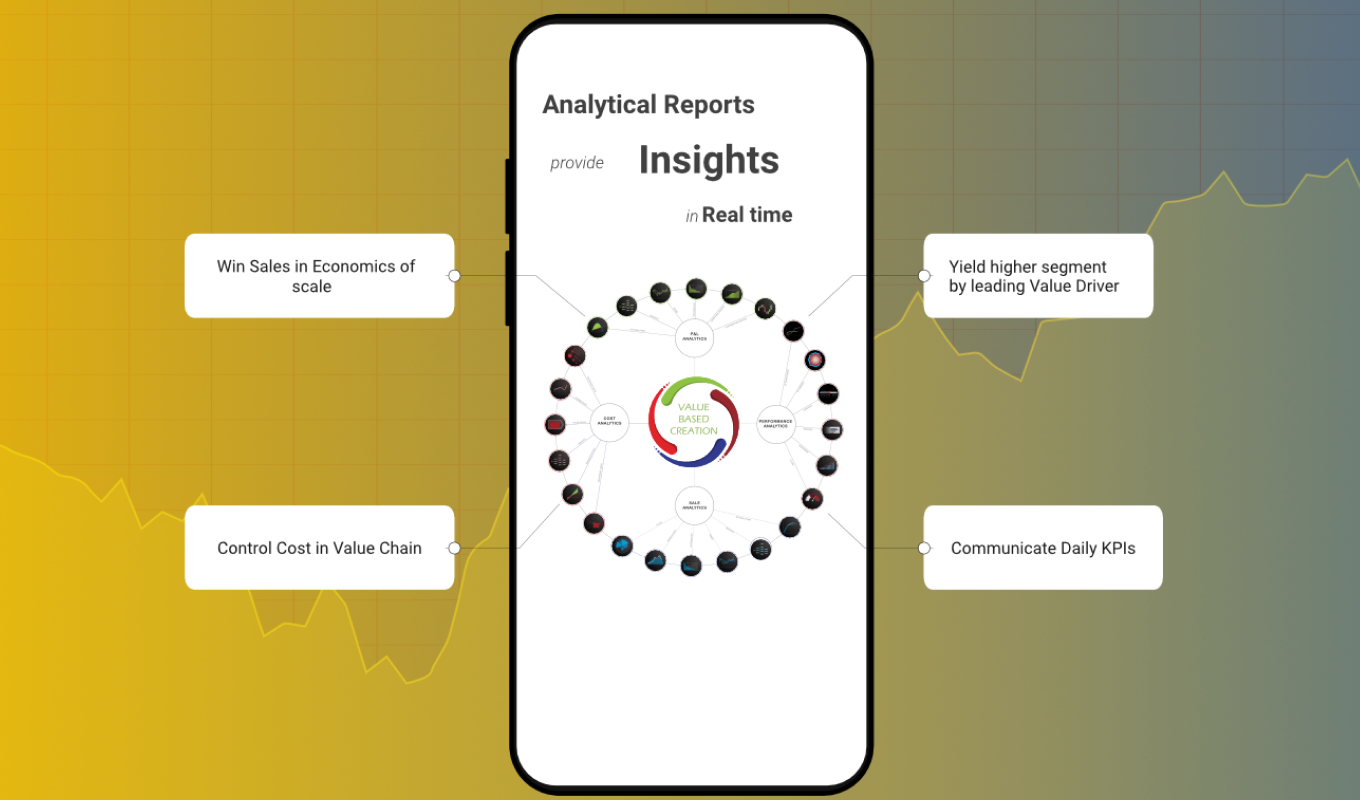 Analytical Reports
provide Insights
in Real time
Win Sales in Economics of
scale
Yield higher segment
by leading Value Driver
P&L
ANALYTICS
COST
ANALYTICS
VALUE
BASED
CREATION
PERFORMANCE
ANALYTICS
SALE
ANALYTICS
Control Cost in Value Chain
Communicate Daily KPIs